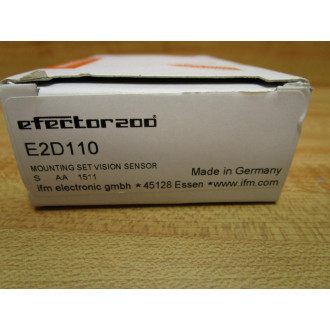 efector200
E2D110
MOUNTING SET VISION SENSOR
S AA 1511
Made in Germany
ifm electronic gmbh • 45128 Essen • www.ifm.com